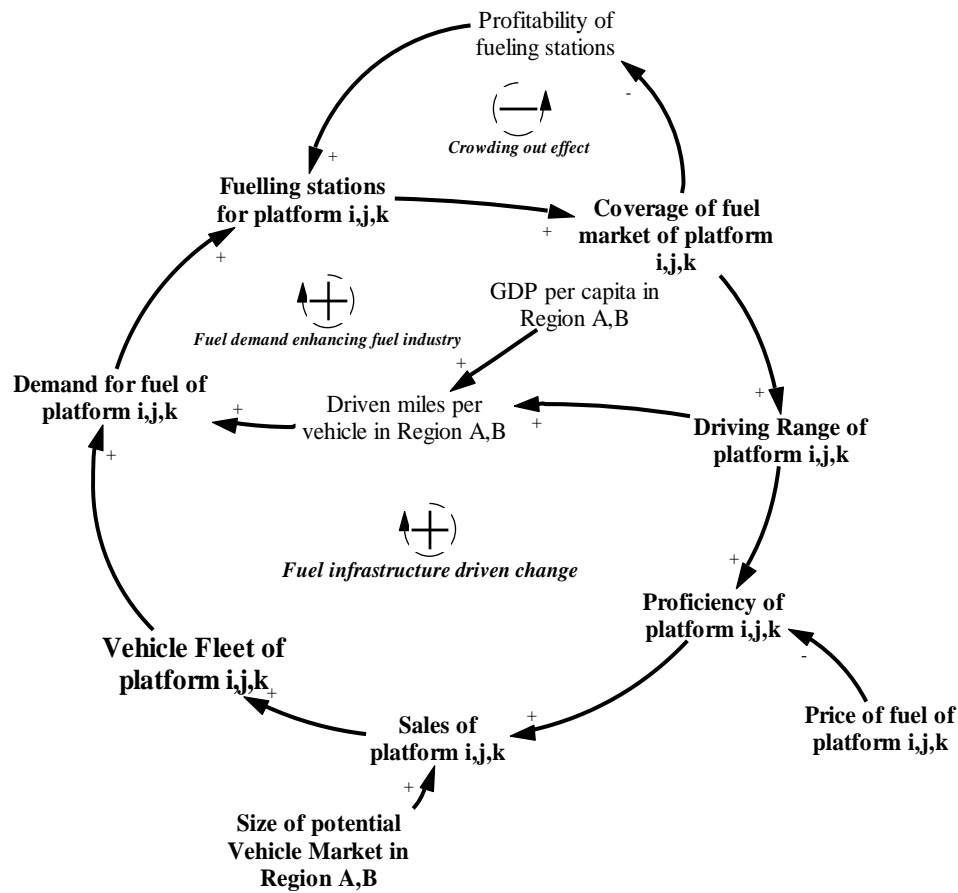 Profitability of
fueling stations
-
Crowding out effect
+
Fuelling stations
for platform i,j,k
+
Coverage of fuel
market of platform
i,j,k
+
GDP per capita in
Region A,B
Fuel demand enhancing fuel industry
+
Demand for fuel of
platform i,j,k
+
Driven miles per
vehicle in Region A,B
+
+
Driving Range of
platform i,j,k
+
Fuel infrastructure driven change
+
Proficiency of
platform i,j,k
-
Vehicle Fleet of
platform i,j,k
+
Sales of
platform i,j,k
+
Price of fuel of
platform i,j,k
+
Size of potential
Vehicle Market in
Region A,B